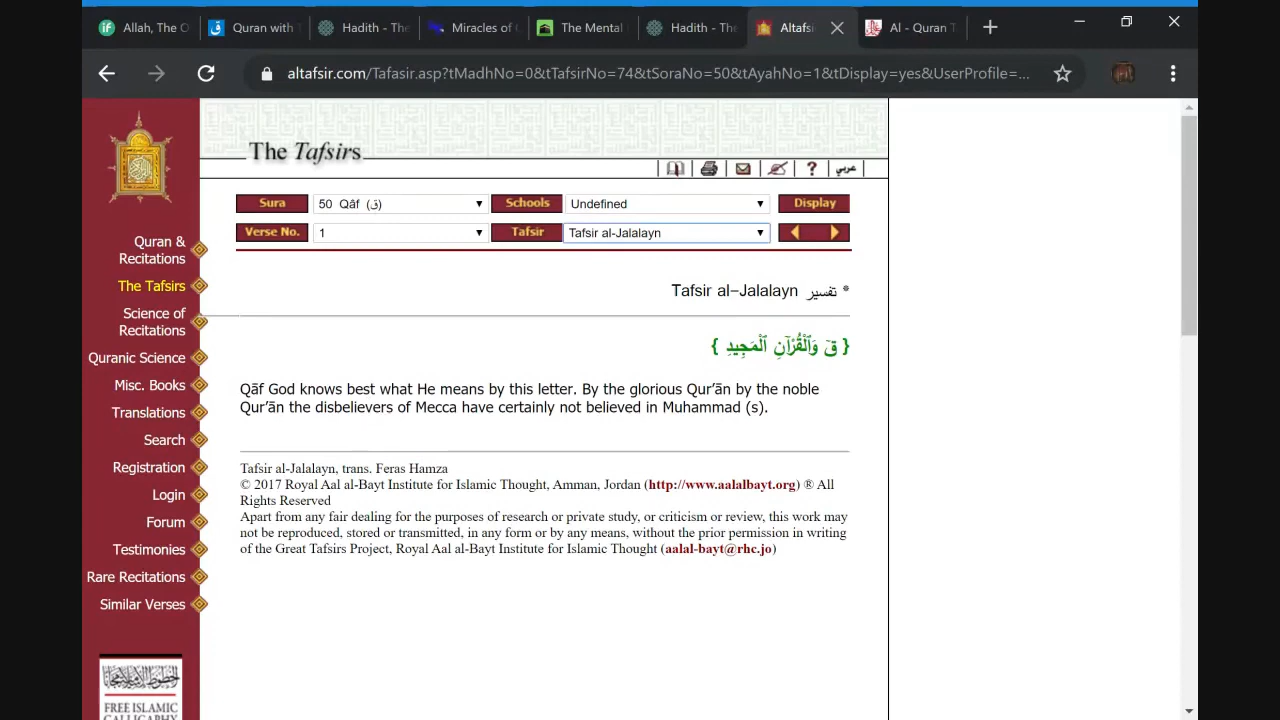 Allah, The O
Quran with
Hadith - The
Miracles of
The Mental
Hadith - The
Altafsi
Al - Quran T
altafsir.com/Tafasir.asp?tMadhNo=0&tTafsirNo=74&tSoraNo=50&tAyahNo=1&tDisplay=yes&UserProfile=...
The Tafsirs
عربي
Sura
50 Qâf (ق)
Schools
Undefined
Display
Verse No.
1
Tafsir
Tafsir al-Jalalayn
Quran &
Recitations
The Tafsirs
Science of
Recitations
Quranic Science
Misc. Books
Translations
Search
Registration
Login
Forum
Testimonies
Rare Recitations
Similar Verses
FREE ISLAMIC
CALLIGRAPHY
* تفسير Tafsir al-Jalalayn
{ قۤ وَٱلْقُرْآنِ ٱلْمَجِيدِ }
Qāf God knows best what He means by this letter. By the glorious Qur’ān by the noble
Qur’ān the disbelievers of Mecca have certainly not believed in Muhammad (s).
Tafsir al-Jalalayn, trans. Feras Hamza
© 2017 Royal Aal al-Bayt Institute for Islamic Thought, Amman, Jordan (http://www.aalalbayt.org) ® All
Rights Reserved
Apart from any fair dealing for the purposes of research or private study, or criticism or review, this work may
not be reproduced, stored or transmitted, in any form or by any means, without the prior permission in writing
of the Great Tafsirs Project, Royal Aal al-Bayt Institute for Islamic Thought (aalal-bayt@rhc.jo)